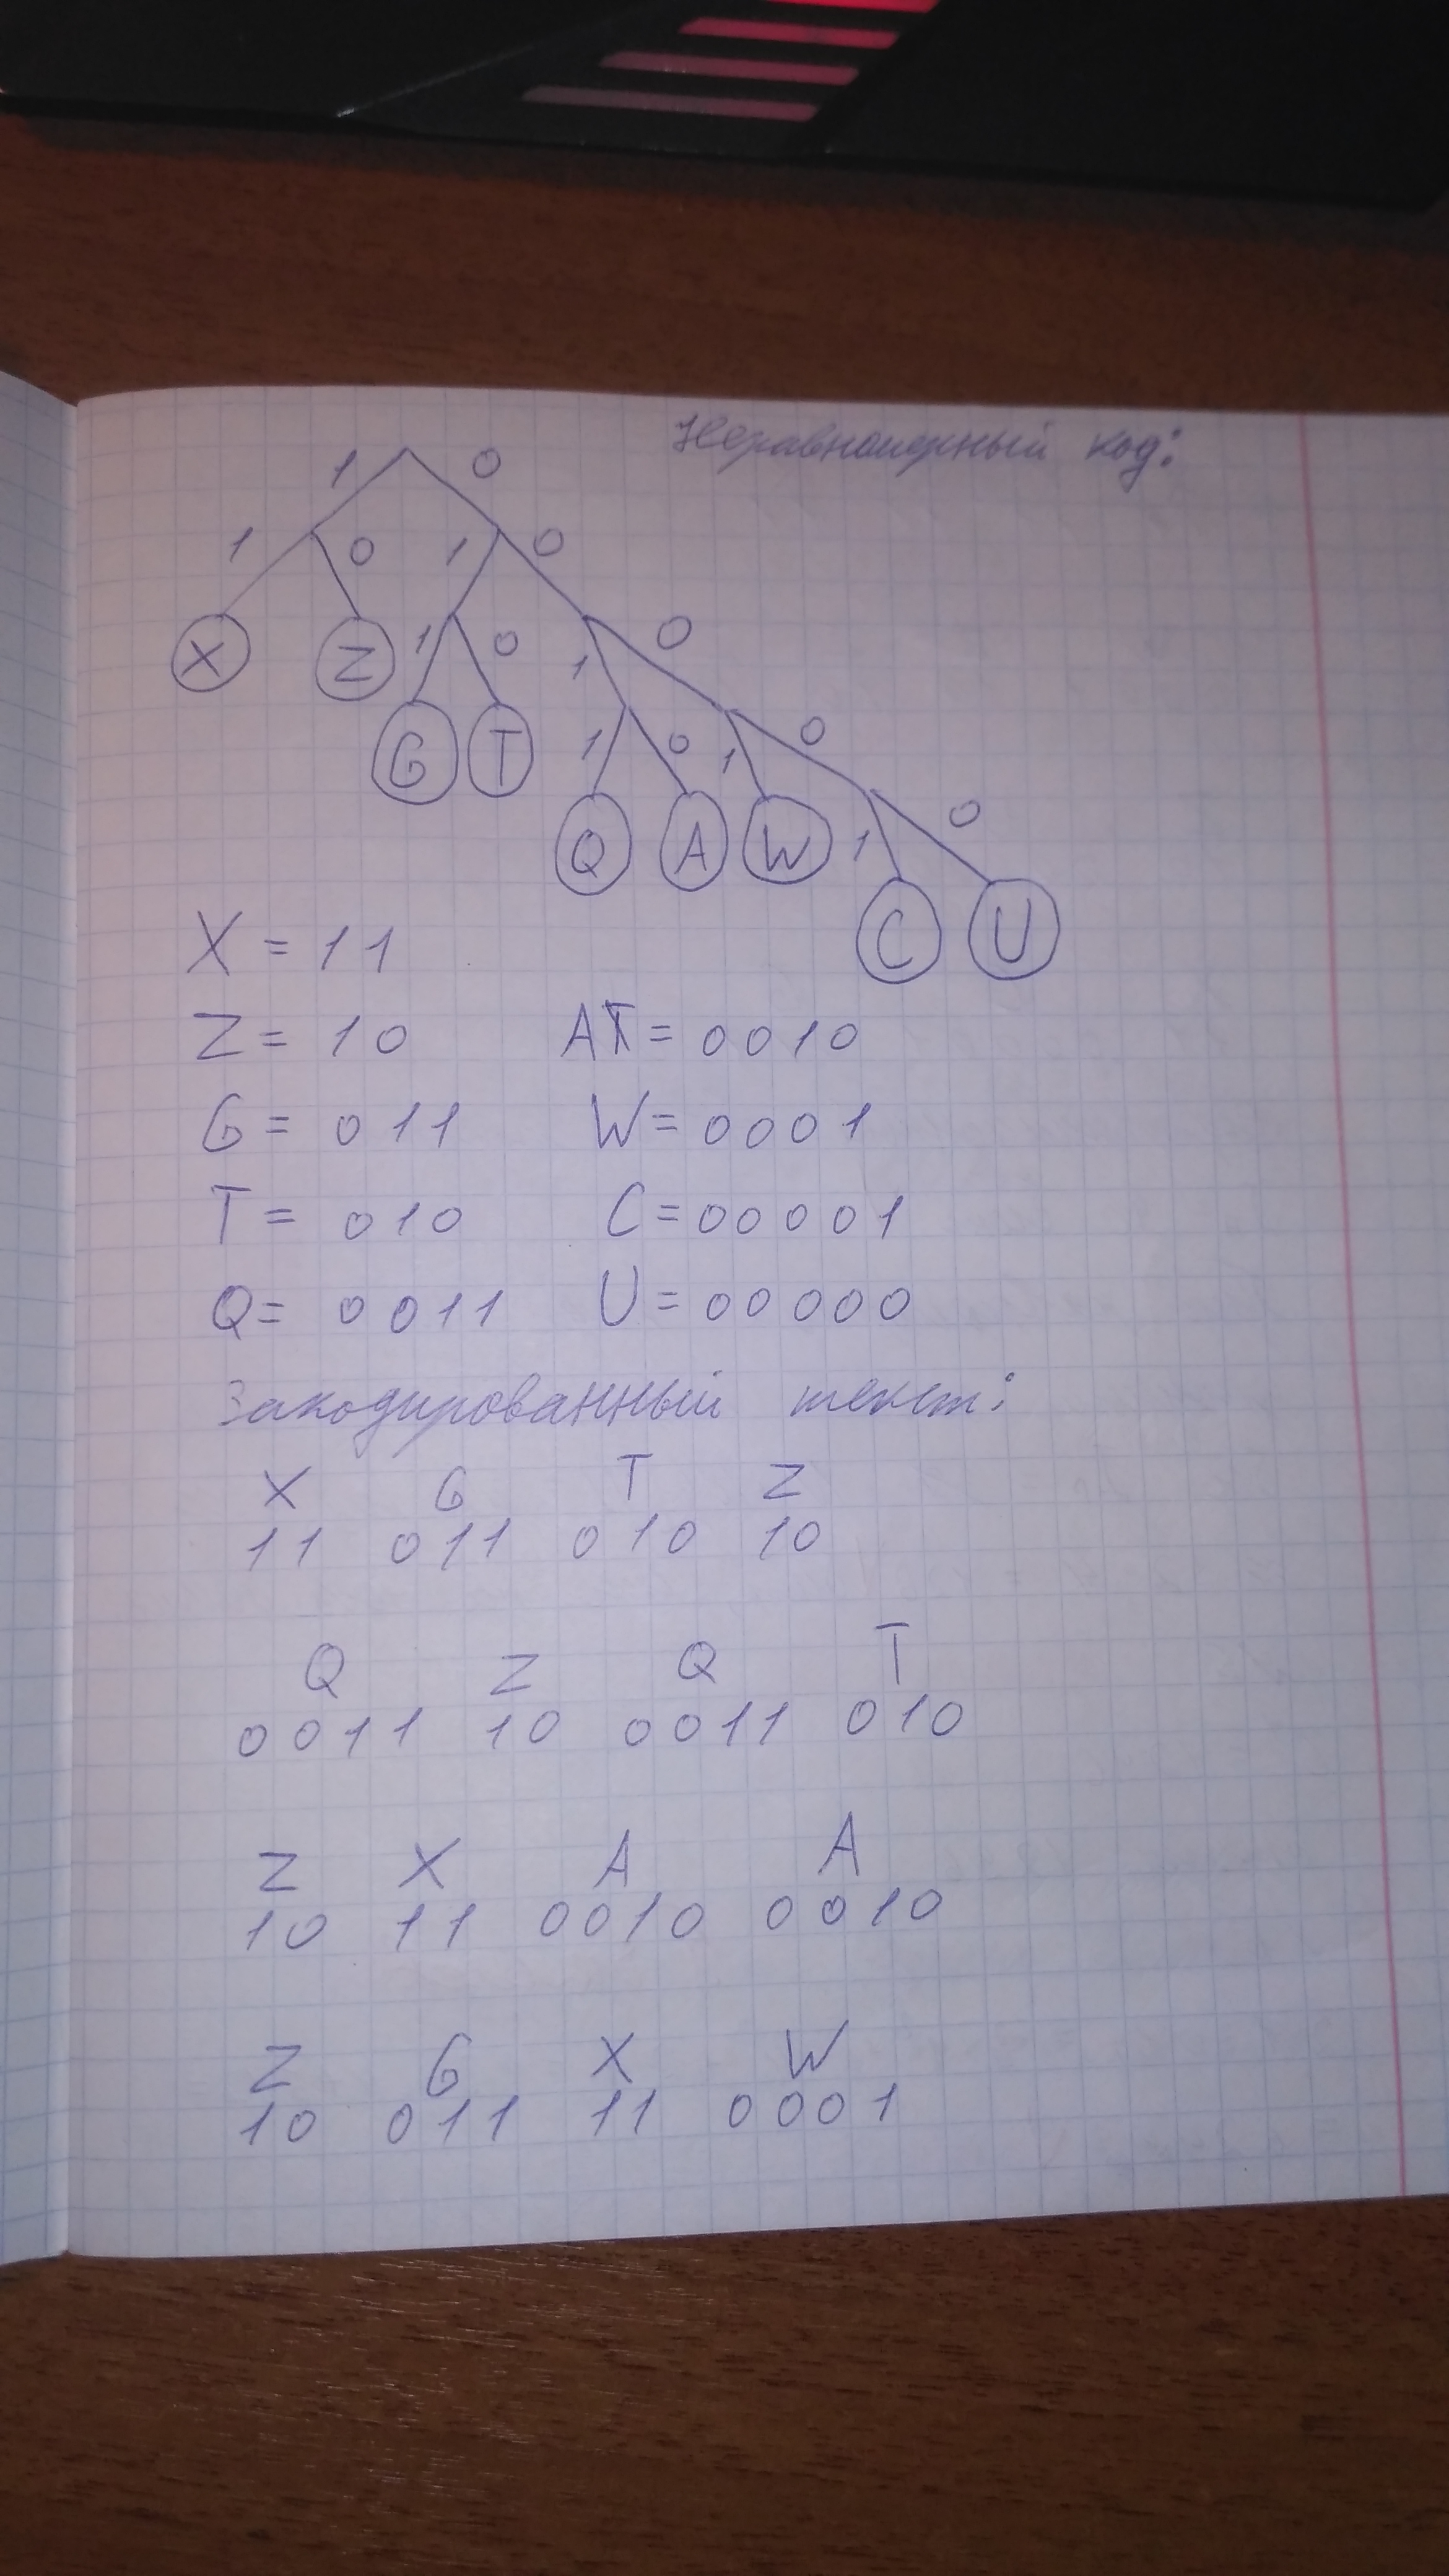 Неравномерный код:
1 0
1 0 1 0
X Z 1 0 1 0
G T 1 0 1 0
Q A W 1 0
C U
X = 11
Z = 10 A = 0010
G = 011 W = 0001
T = 010 C = 00001
Q = 0011 U = 00000
Закодированный текст:
X G T Z
11 011 010 10
Q Z Q T
0011 10 0011 010
Z X A A
10 11 0010 0010
Z G X W
10 011 11 0001